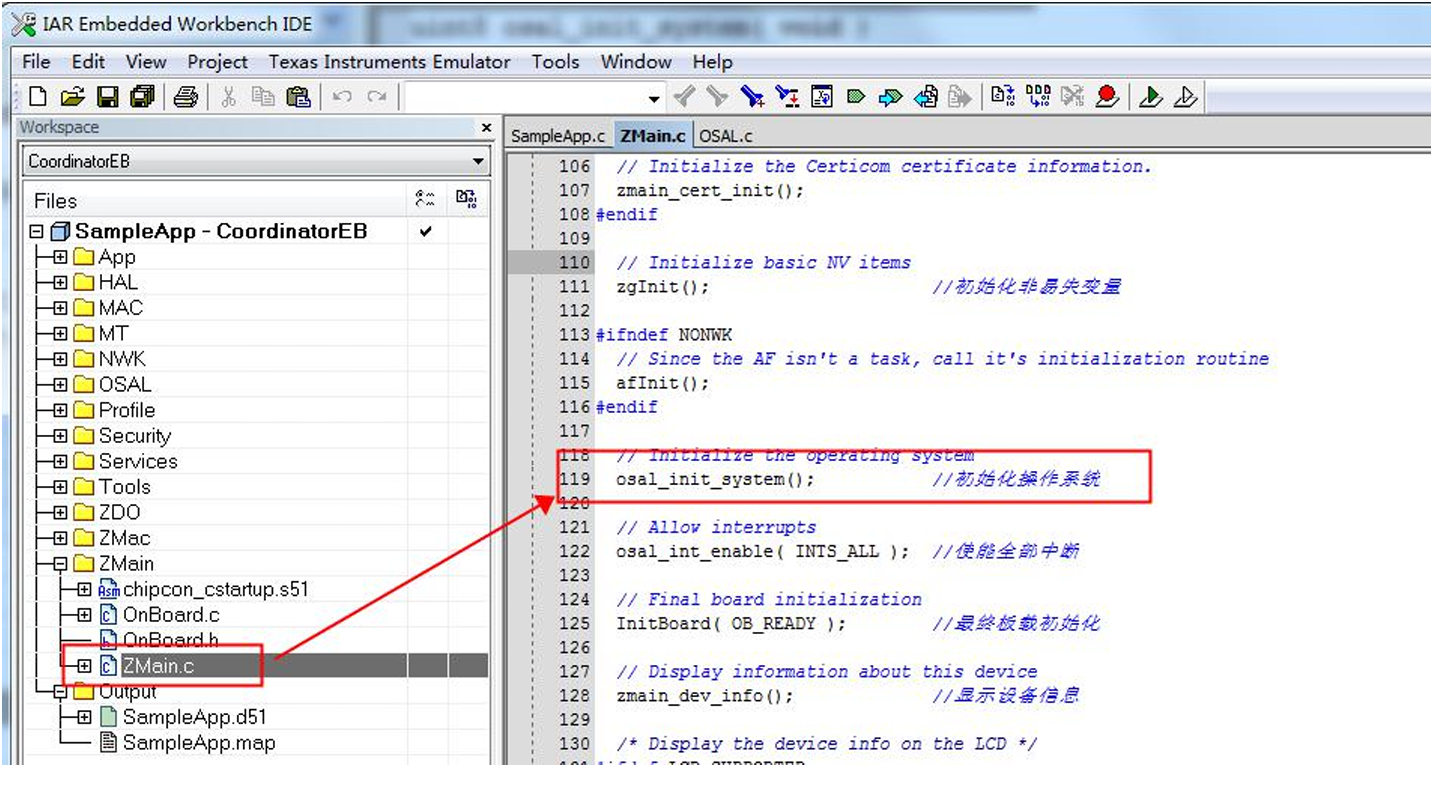 IAR Embedded Workbench IDE
File Edit View Project Texas Instruments Emulator Tools Window Help
Workspace
CoordinatorEB
Files
SampleApp - CoordinatorEB
App
HAL
MAC
MT
NWK
OSAL
Profile
Security
Services
Tools
ZDO
ZMac
ZMain
chipcon_cstartup.s51
OnBoard.c
OnBoard.h
ZMain.c
Output
SampleApp.d51
SampleApp.map
SampleApp.c ZMain.c OSAL.c
106 // Initialize the Certicom certificate information.
107 zmain_cert_init();
108 #endif
109
110 // Initialize basic NV items
111 zgInit(); //初始化非易失变量
112
113 #ifndef NONWK
114 // Since the AF isn't a task, call it's initialization routine
115 afInit();
116 #endif
117
118 // Initialize the operating system
119 osal_init_system(); //初始化操作系统
120
121 // Allow interrupts
122 osal_int_enable( INTS_ALL ); //使能全部中断
123
124 // Final board initialization
125 InitBoard( OB_READY ); //最终板载初始化
126
127 // Display information about this device
128 zmain_dev_info(); //显示设备信息
129
130 /* Display the device info on the LCD */